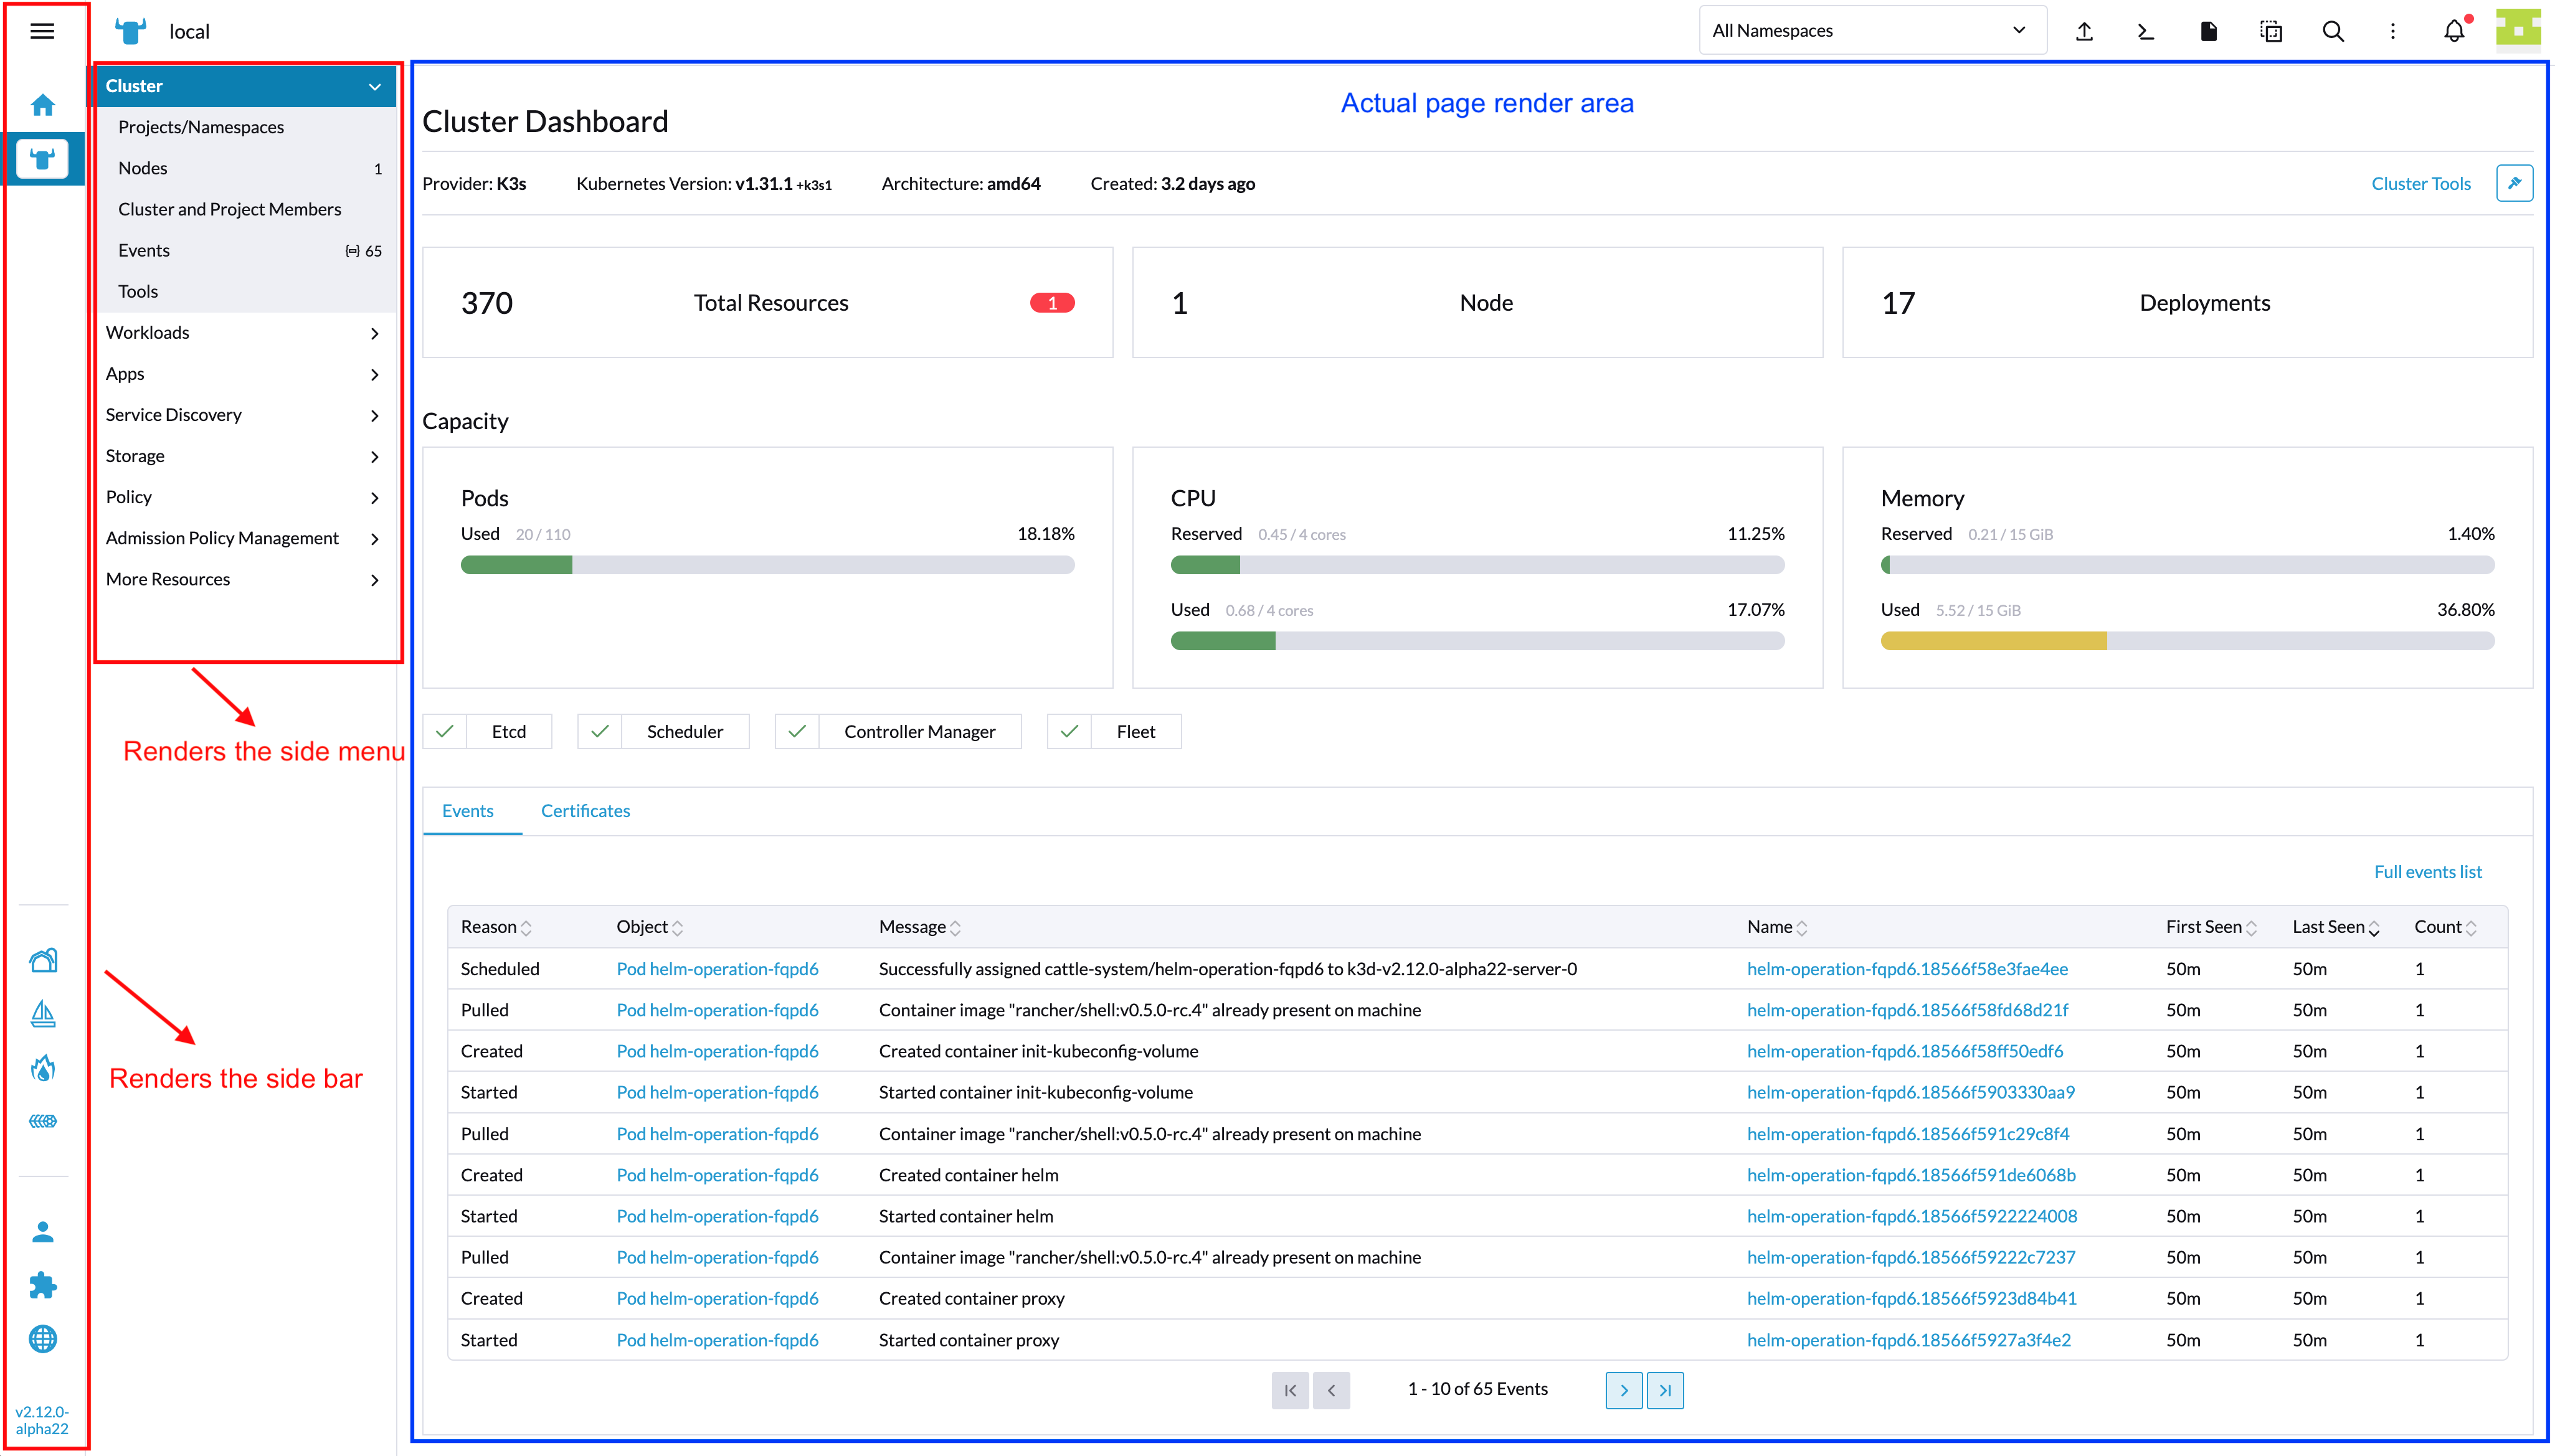 local
All Namespaces
Cluster
Projects/Namespaces
Nodes 1
Cluster and Project Members
Events 65
Tools
Workloads
Apps
Service Discovery
Storage
Policy
Admission Policy Management
More Resources
Renders the side menu
Renders the side bar
v2.12.0-
alpha22
Actual page render area
Cluster Dashboard
Provider: K3s Kubernetes Version: v1.31.1 +k3s1 Architecture: amd64 Created: 3.2 days ago Cluster Tools
370 Total Resources 1
1 Node
17 Deployments
Capacity
Pods
Used 20 / 110 18.18%
CPU
Reserved 0.45 / 4 cores 11.25%
Used 0.68 / 4 cores 17.07%
Memory
Reserved 0.21 / 15 GiB 1.40%
Used 5.52 / 15 GiB 36.80%
Etcd Scheduler Controller Manager Fleet
Events Certificates
Full events list
Reason Object Message Name First Seen Last Seen Count
Scheduled Pod helm-operation-fqpd6 Successfully assigned cattle-system/helm-operation-fqpd6 to k3d-v2.12.0-alpha22-server-0 helm-operation-fqpd6.18566f58e3fae4ee 50m 50m 1
Pulled Pod helm-operation-fqpd6 Container image "rancher/shell:v0.5.0-rc.4" already present on machine helm-operation-fqpd6.18566f58fd68d21f 50m 50m 1
Created Pod helm-operation-fqpd6 Created container init-kubeconfig-volume helm-operation-fqpd6.18566f58ff50edf6 50m 50m 1
Started Pod helm-operation-fqpd6 Started container init-kubeconfig-volume helm-operation-fqpd6.18566f5903330aa9 50m 50m 1
Pulled Pod helm-operation-fqpd6 Container image "rancher/shell:v0.5.0-rc.4" already present on machine helm-operation-fqpd6.18566f591c29c8f4 50m 50m 1
Created Pod helm-operation-fqpd6 Created container helm helm-operation-fqpd6.18566f591de6068b 50m 50m 1
Started Pod helm-operation-fqpd6 Started container helm helm-operation-fqpd6.18566f5922224008 50m 50m 1
Pulled Pod helm-operation-fqpd6 Container image "rancher/shell:v0.5.0-rc.4" already present on machine helm-operation-fqpd6.18566f59222c7237 50m 50m 1
Created Pod helm-operation-fqpd6 Created container proxy helm-operation-fqpd6.18566f5923d84b41 50m 50m 1
Started Pod helm-operation-fqpd6 Started container proxy helm-operation-fqpd6.18566f5927a3f4e2 50m 50m 1
1 - 10 of 65 Events